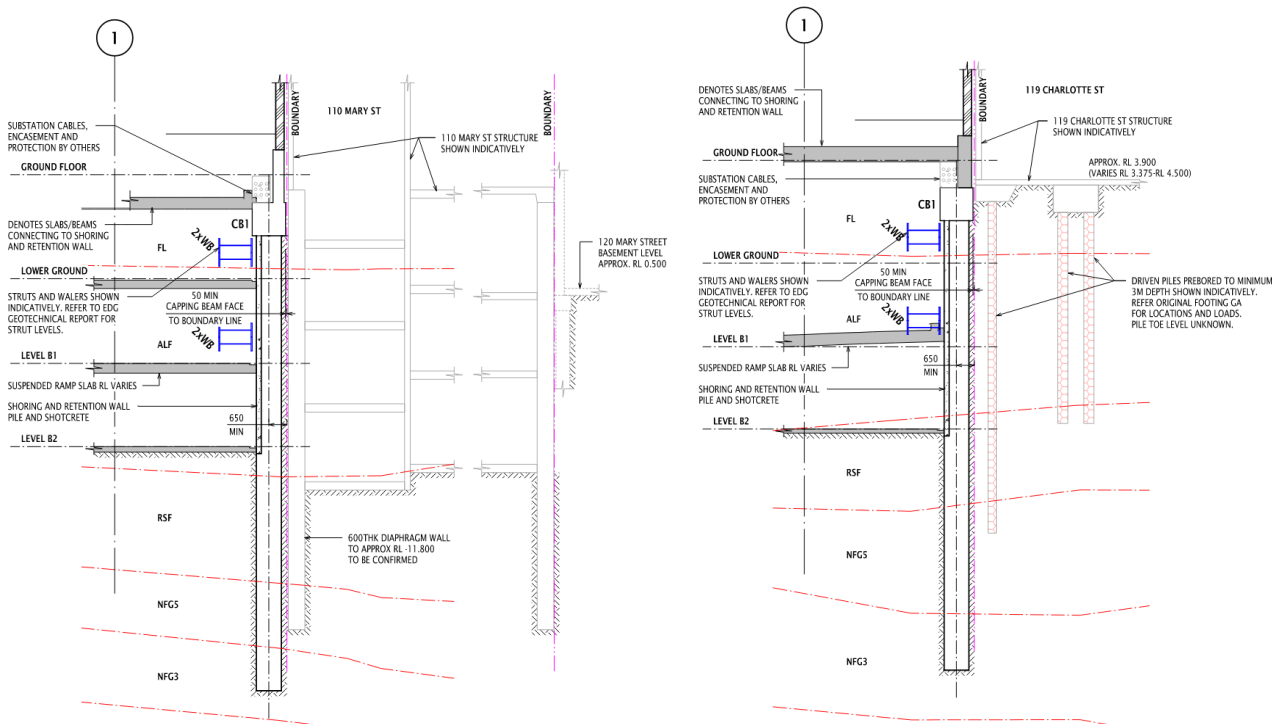 1
BOUNDARY
110 MARY ST
BOUNDARY
SUBSTATION CABLES,
ENCASEMENT AND
PROTECTION BY OTHERS
110 MARY ST STRUCTURE
SHOWN INDICATIVELY
GROUND FLOOR
DENOTES SLABS/BEAMS
CONNECTING TO SHORING
AND RETENTION WALL
CB1
2xWB
FL
120 MARY STREET
BASEMENT LEVEL
APPROX. RL 0.500
LOWER GROUND
STRUTS AND WALERS SHOWN
INDICATIVELY. REFER TO EDG
GEOTECHNICAL REPORT FOR
STRUT LEVELS.
50 MIN
CAPPING BEAM FACE
TO BOUNDARY LINE
2xWB
ALF
LEVEL B1
SUSPENDED RAMP SLAB RL VARIES
SHORING AND RETENTION WALL
PILE AND SHOTCRETE
650
MIN
LEVEL B2
RSF
600THK DIAPHRAGM WALL
TO APPROX RL -11.800
TO BE CONFIRMED
NFG5
NFG3
1
DENOTES SLABS/BEAMS
CONNECTING TO SHORING
AND RETENTION WALL
BOUNDARY
119 CHARLOTTE ST
119 CHARLOTTE ST STRUCTURE
SHOWN INDICATIVELY
GROUND FLOOR
APPROX. RL 3.900
(VARIES RL 3.375-RL 4.500)
SUBSTATION CABLES,
ENCASEMENT AND
PROTECTION BY OTHERS
CB1
FL
2xWB
LOWER GROUND
STRUTS AND WALERS SHOWN
INDICATIVELY. REFER TO EDG
GEOTECHNICAL REPORT FOR
STRUT LEVELS.
50 MIN
CAPPING BEAM FACE
TO BOUNDARY LINE
DRIVEN PILES PREBORED TO MINIMUM
3M DEPTH SHOWN INDICATIVELY.
REFER ORIGINAL FOOTING GA
FOR LOCATIONS AND LOADS.
PILE TOE LEVEL UNKNOWN.
ALF
2xWB
LEVEL B1
SUSPENDED RAMP SLAB RL VARIES
650
MIN
SHORING AND RETENTION WALL
PILE AND SHOTCRETE
LEVEL B2
RSF
NFG5
NFG3